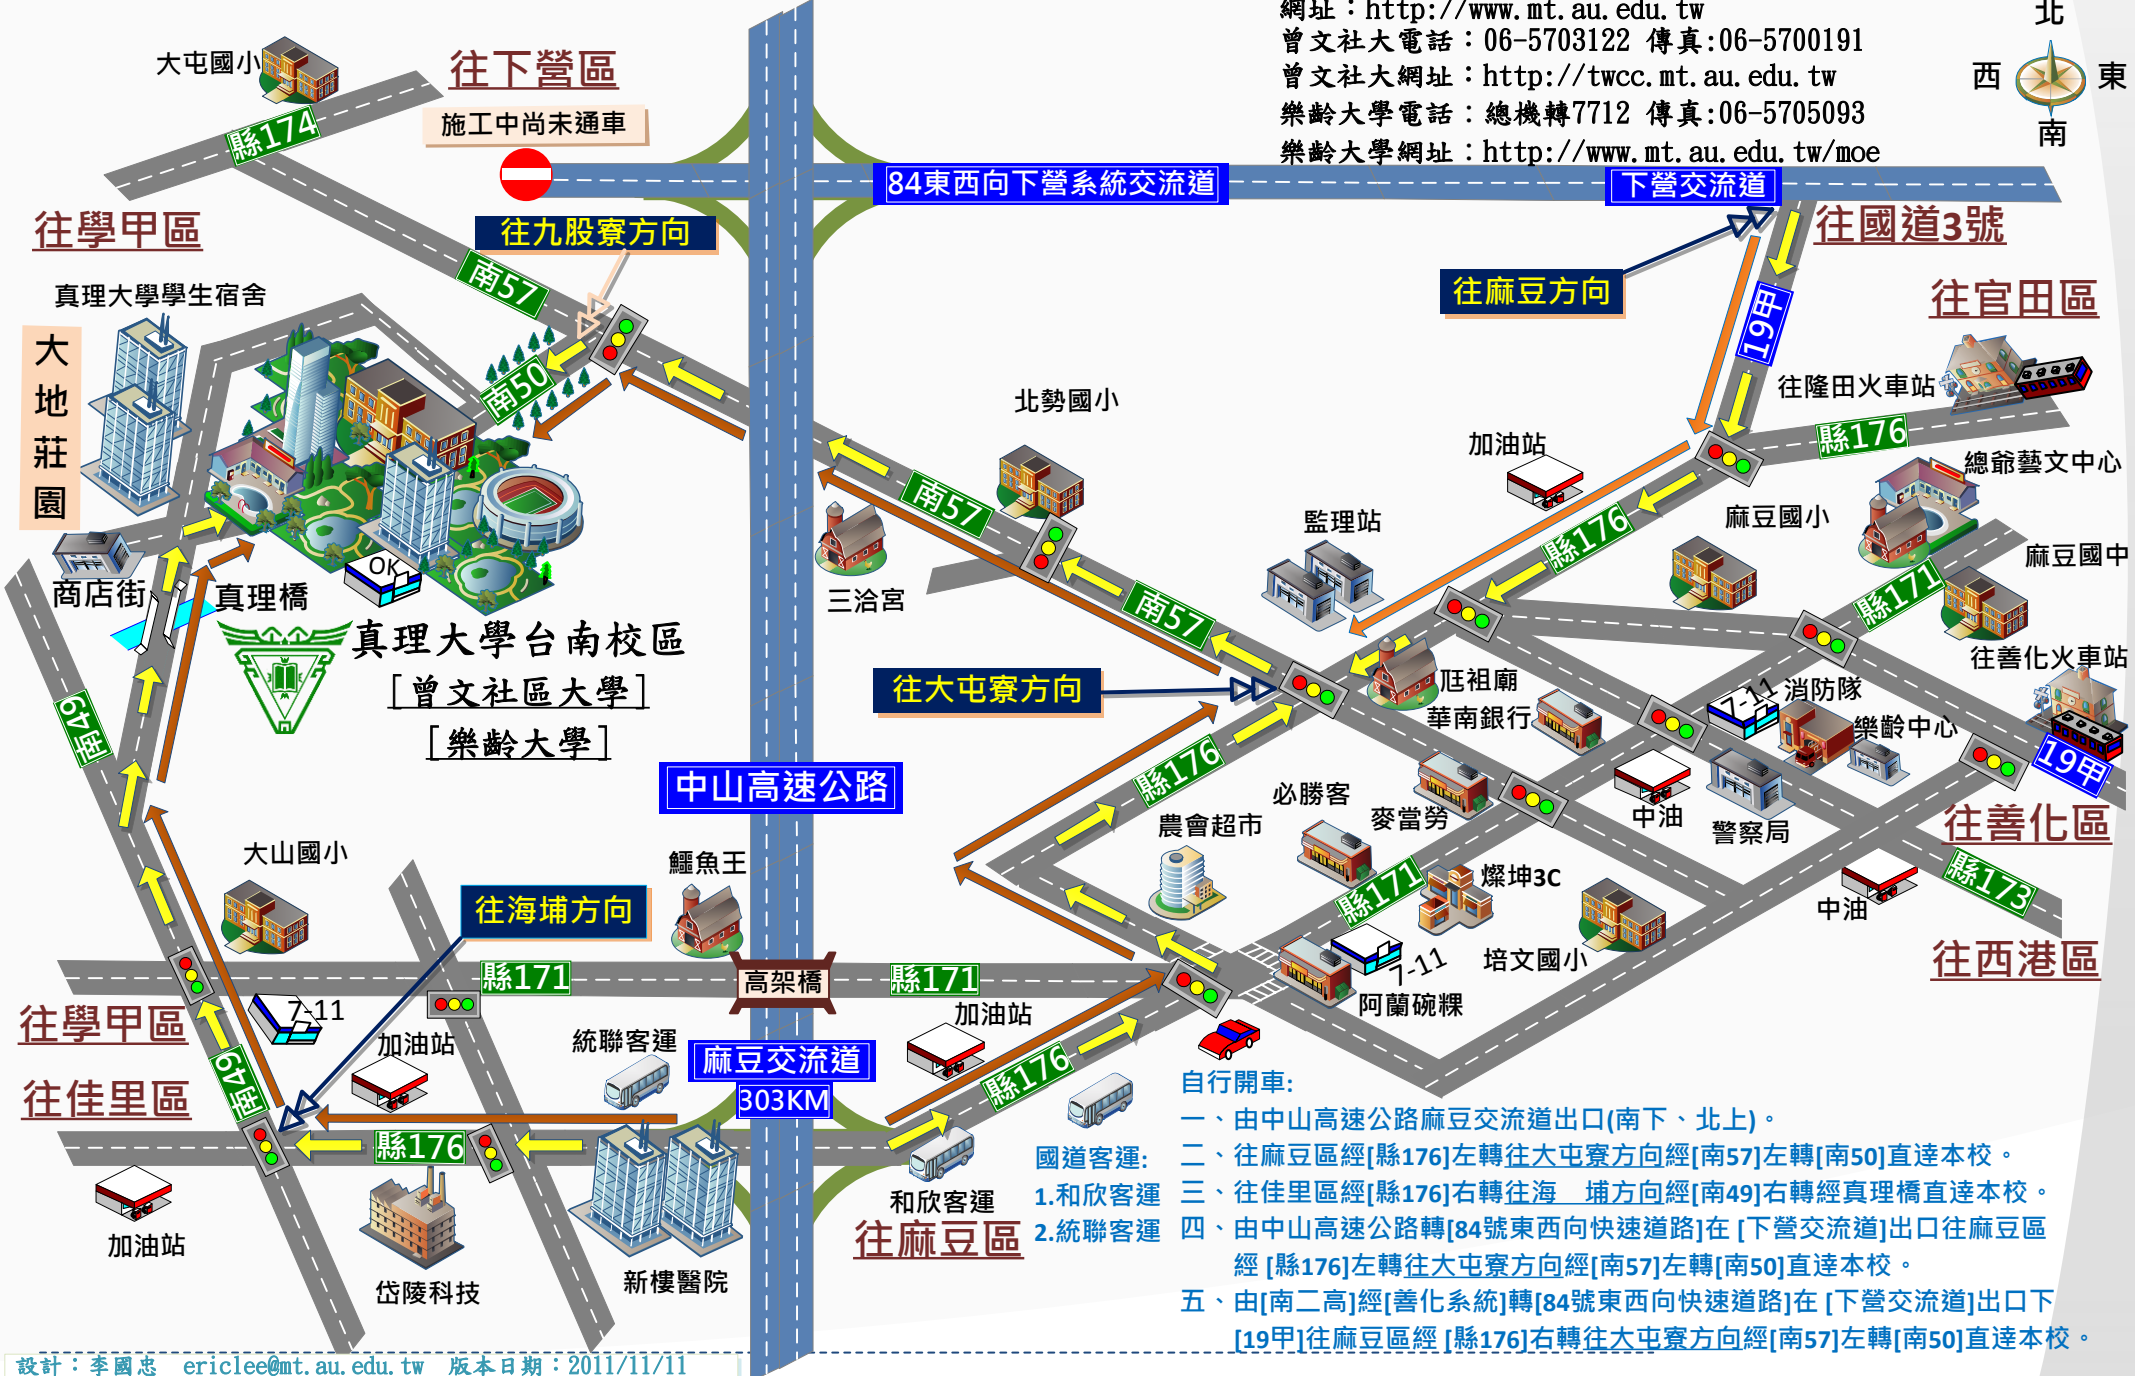 網址：http://www.mt.au.edu.tw
曾文社大電話：06-5703122 傳真:06-5700191
曾文社大網址：http://twcc.mt.au.edu.tw
樂齡大學電話：總機轉7712 傳真:06-5705093
樂齡大學網址：http://www.mt.au.edu.tw/moe
北
西
東
南
大屯國小
往下營區
施工中尚未通車
縣174
84東西向下營系統交流道
下營交流道
往學甲區
往九股寮方向
往國道3號
南57
往麻豆方向
往官田區
真理大學學生宿舍
大地莊園
19甲
南50
北勢國小
往隆田火車站
加油站
縣176
總爺藝文中心
南57
監理站
麻豆國小
縣176
麻豆國中
OK
商店街
真理橋
三洽宮
南57
縣171
真理大學台南校區
[曾文社區大學]
[樂齡大學]
往大屯寮方向
尪祖廟
華南銀行
7-11
消防隊
樂齡中心
往善化火車站
南49
中山高速公路
縣176
19甲
必勝客
麥當勞
農會超市
中油
警察局
往善化區
大山國小
鱷魚王
縣171
燦坤3C
縣173
中油
往海埔方向
培文國小
往西港區
縣171
高架橋
縣171
7-11
阿蘭碗粿
往學甲區
7-11
加油站
統聯客運
加油站
麻豆交流道
303KM
縣176
往佳里區
南49
縣176
加油站
岱陵科技
新樓醫院
和欣客運
往麻豆區
國道客運:
1.和欣客運
2.統聯客運
自行開車:
一、由中山高速公路麻豆交流道出口(南下、北上)。
二、往麻豆區經[縣176]左轉往大屯寮方向經[南57]左轉[南50]直達本校。
三、往佳里區經[縣176]右轉往海　埔方向經[南49]右轉經真理橋直達本校。
四、由中山高速公路轉[84號東西向快速道路]在 [下營交流道]出口往麻豆區
經 [縣176]左轉往大屯寮方向經[南57]左轉[南50]直達本校。
五、由[南二高]經[善化系統]轉[84號東西向快速道路]在 [下營交流道]出口下
[19甲]往麻豆區經 [縣176]右轉往大屯寮方向經[南57]左轉[南50]直達本校。
設計：李國忠 ericlee@mt.au.edu.tw 版本日期：2011/11/11